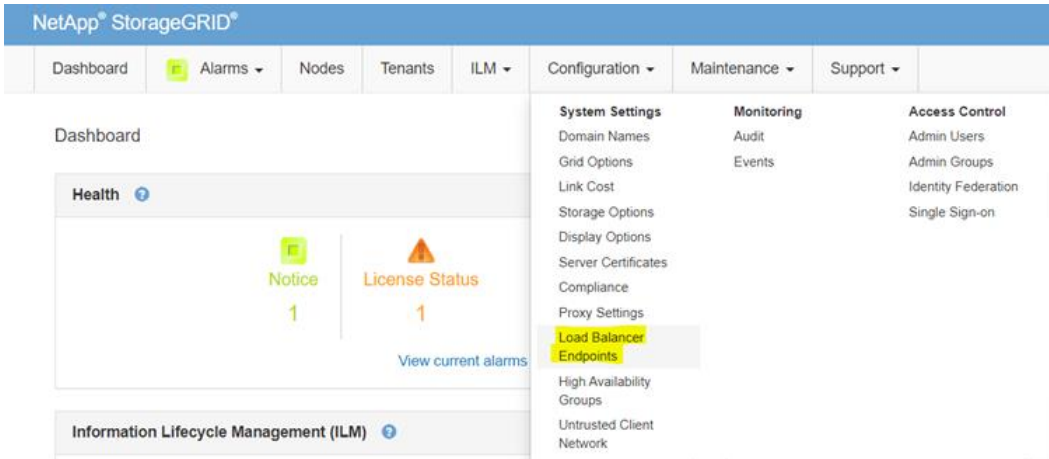 NetApp® StorageGRID®
Dashboard Alarms Nodes Tenants ILM Configuration Maintenance Support
Dashboard
Health
Notice
1
License Status
1
View current alarms
Information Lifecycle Management (ILM)
System Settings
Domain Names
Grid Options
Link Cost
Storage Options
Display Options
Server Certificates
Compliance
Proxy Settings
Load Balancer
Endpoints
High Availability
Groups
Untrusted Client
Network
Monitoring
Audit
Events
Access Control
Admin Users
Admin Groups
Identity Federation
Single Sign-on